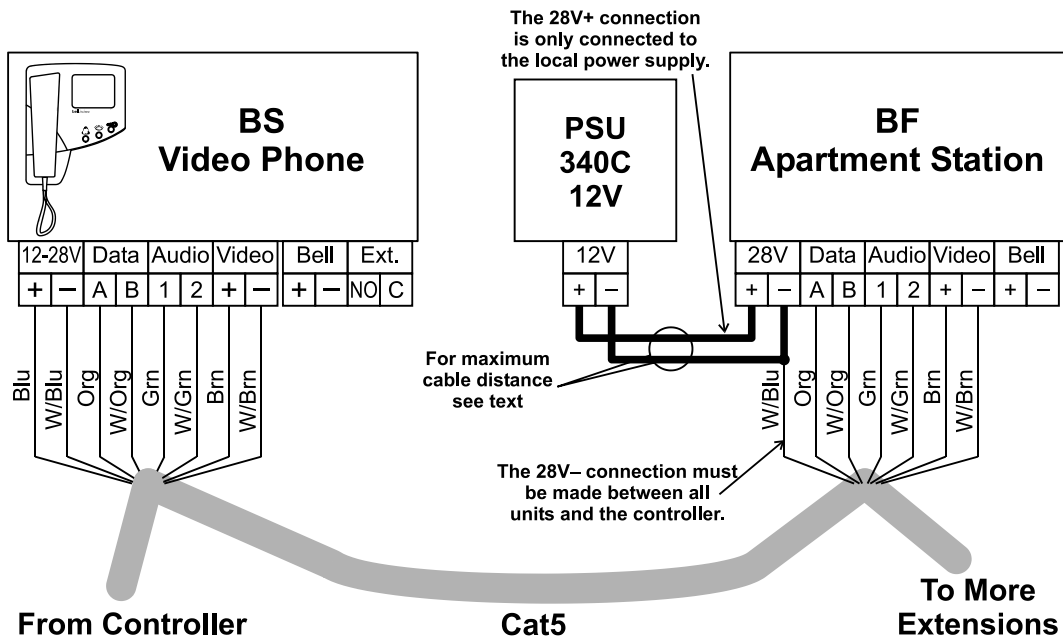 The 28V+ connection
is only connected to
the local power supply.
BS
Video Phone
12-28V Data Audio Video Bell Ext.
+ – A B 1 2 + – + – NO C
Blu
W/Blu
Org
W/Org
Grn
W/Grn
Brn
W/Brn
PSU
340C
12V
12V
+ –
BF
Apartment Station
28V Data Audio Video Bell
+ – A B 1 2 + – + –
For maximum
cable distance
see text
W/Blu
Org
W/Org
Grn
W/Grn
Brn
W/Brn
The 28V– connection must
be made between all
units and the controller.
From Controller
Cat5
To More
Extensions